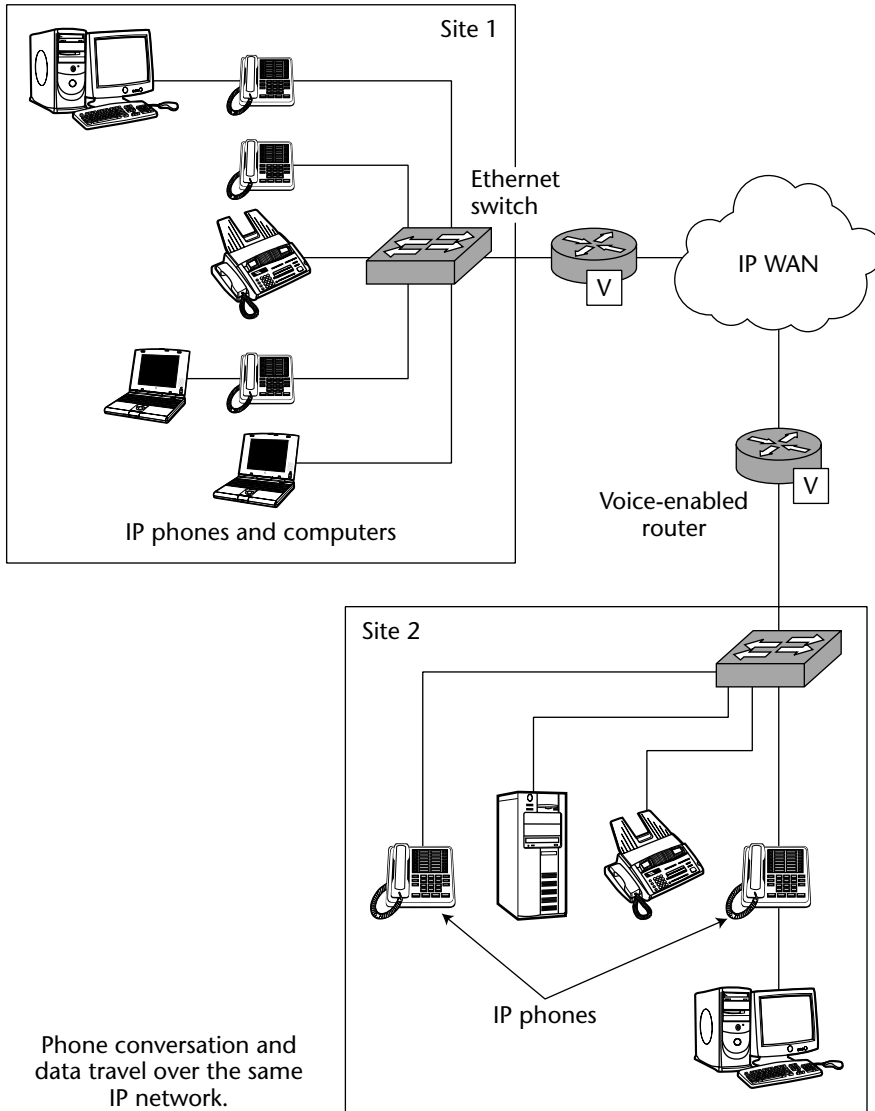 Site 1
Ethernet
switch
V
IP WAN
V
Voice-enabled
router
IP phones and computers
Site 2
IP phones
Phone conversation and
data travel over the same
IP network.